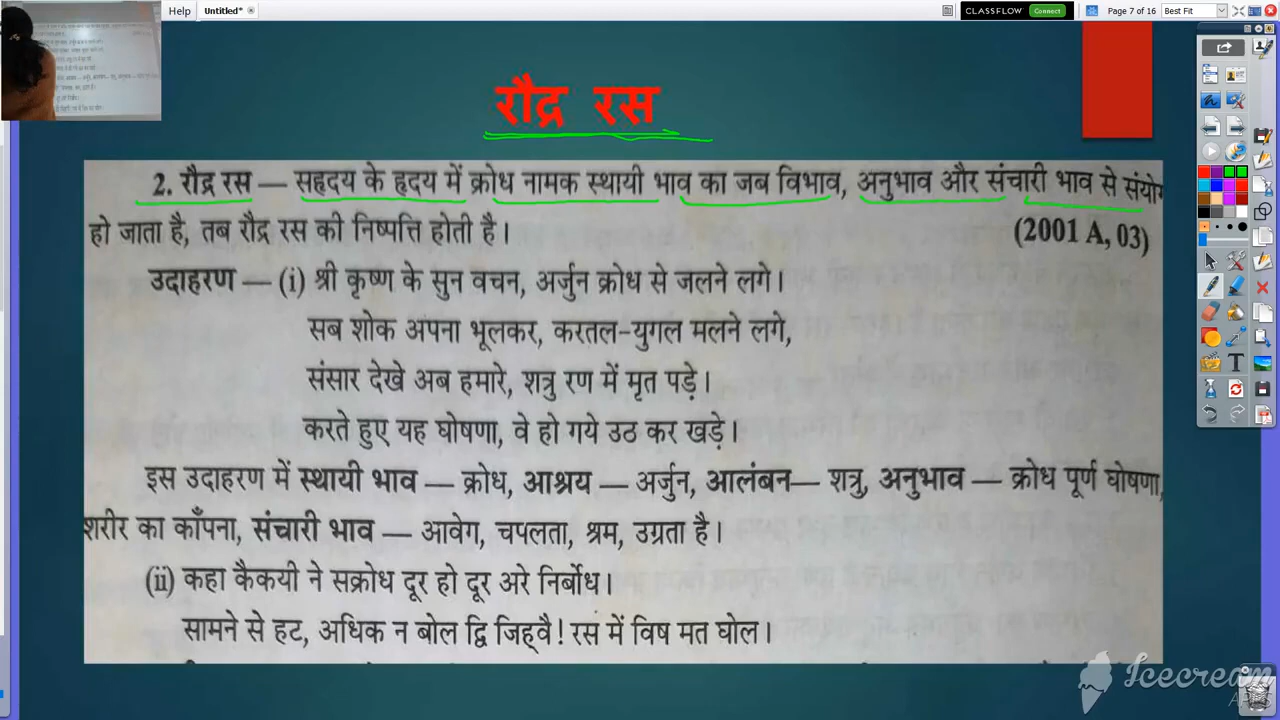 Help
Untitled*
CLASSFLOW Connect
Page 7 of 16
Best Fit
रौद्र रस
2. रौद्र रस — सहृदय के हृदय में क्रोध नामक स्थायी भाव का जब विभाव, अनुभाव और संचारी भाव से संयोग
हो जाता है, तब रौद्र रस की निष्पत्ति होती है। (2001 A, 03)
उदाहरण — (i) श्री कृष्ण के सुन वचन, अर्जुन क्रोध से जलने लगे।
सब शोक अपना भूलकर, करतल-युगल मलने लगे,
संसार देखे अब हमारे, शत्रु रण में मृत पड़े।
करते हुए यह घोषणा, वे हो गये उठ कर खड़े।
इस उदाहरण में स्थायी भाव — क्रोध, आश्रय — अर्जुन, आलंबन— शत्रु, अनुभाव — क्रोध पूर्ण घोषणा,
शरीर का काँपना, संचारी भाव — आवेग, चपलता, श्रम, उग्रता है।
(ii) कहा कैकयी ने सक्रोध दूर हो दूर अरे निर्बोध।
सामने से हट, अधिक न बोल द्वि जिह्वै! रस में विष मत घोल।
Icecream
APPS